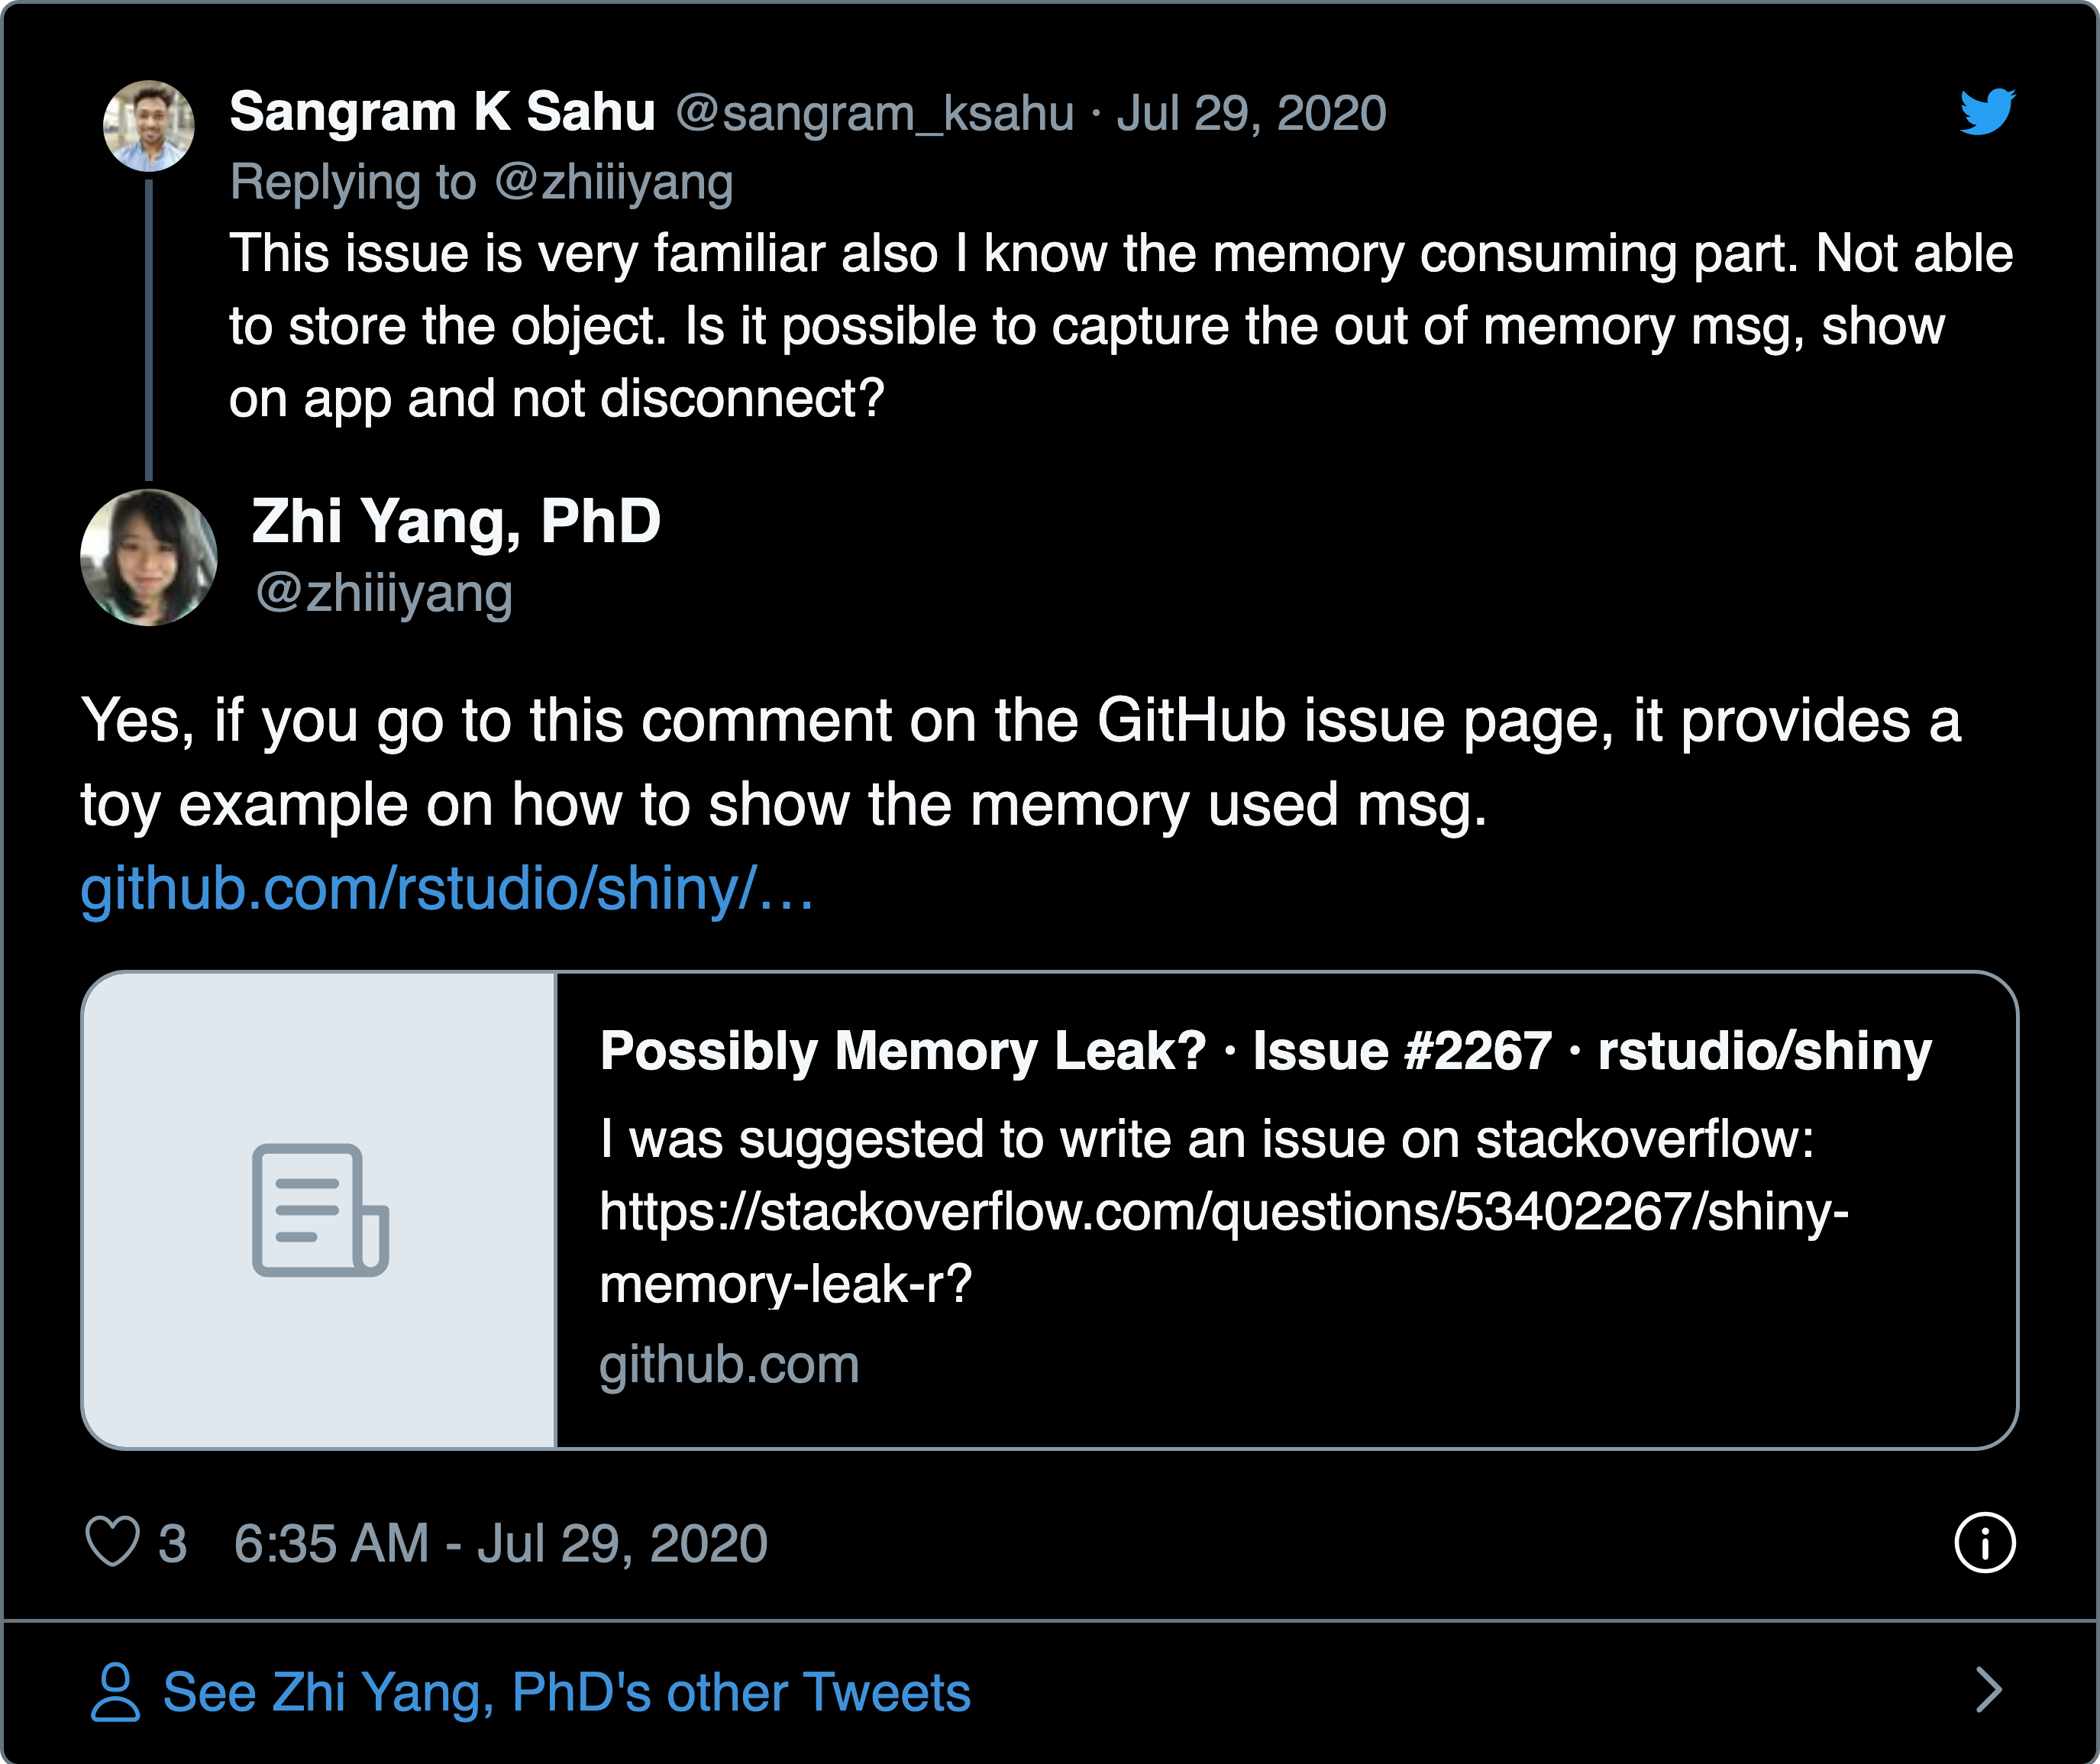 Sangram K Sahu @sangram_ksahu · Jul 29, 2020
Replying to @zhiiiyang
This issue is very familiar also I know the memory consuming part. Not able
to store the object. Is it possible to capture the out of memory msg, show
on app and not disconnect?
Zhi Yang, PhD
@zhiiiyang
Yes, if you go to this comment on the GitHub issue page, it provides a
toy example on how to show the memory used msg.
github.com/rstudio/shiny/…
Possibly Memory Leak? · Issue #2267 · rstudio/shiny
I was suggested to write an issue on stackoverflow:
https://stackoverflow.com/questions/53402267/shiny-
memory-leak-r?
github.com
3 6:35 AM - Jul 29, 2020
See Zhi Yang, PhD's other Tweets